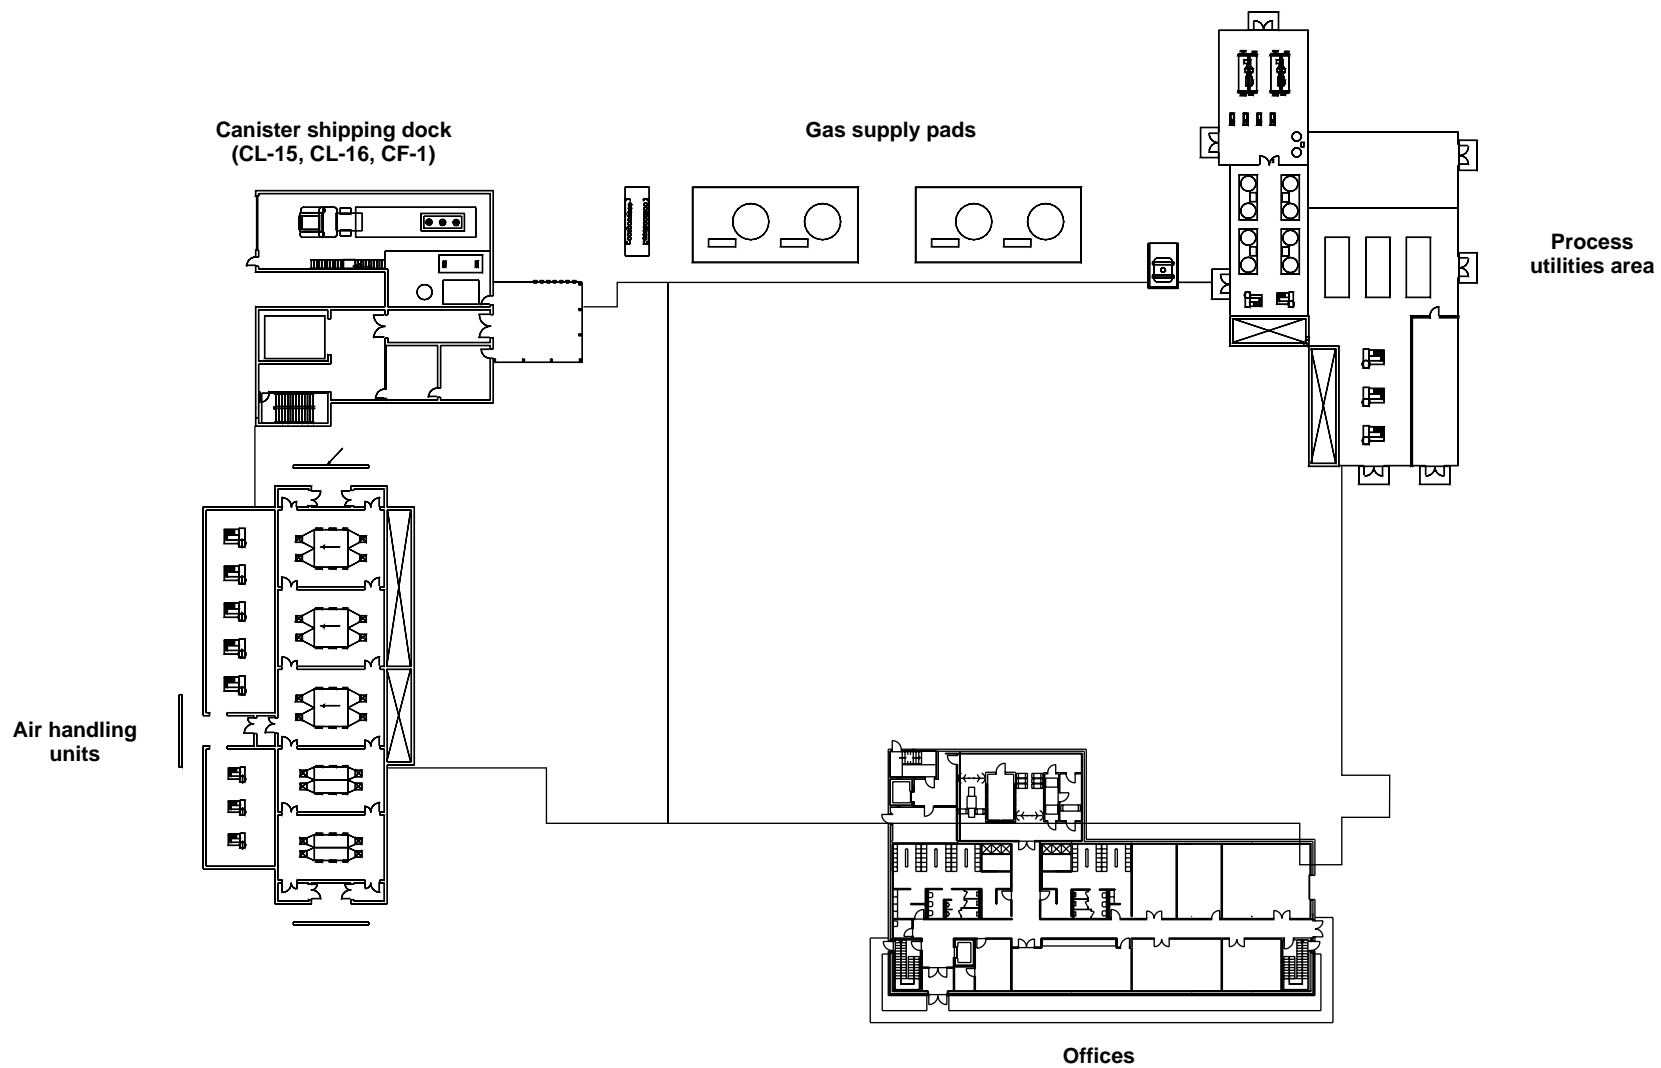 Canister shipping dock
(CL-15, CL-16, CF-1)
Gas supply pads
Process
utilities area
Air handling
units
Offices